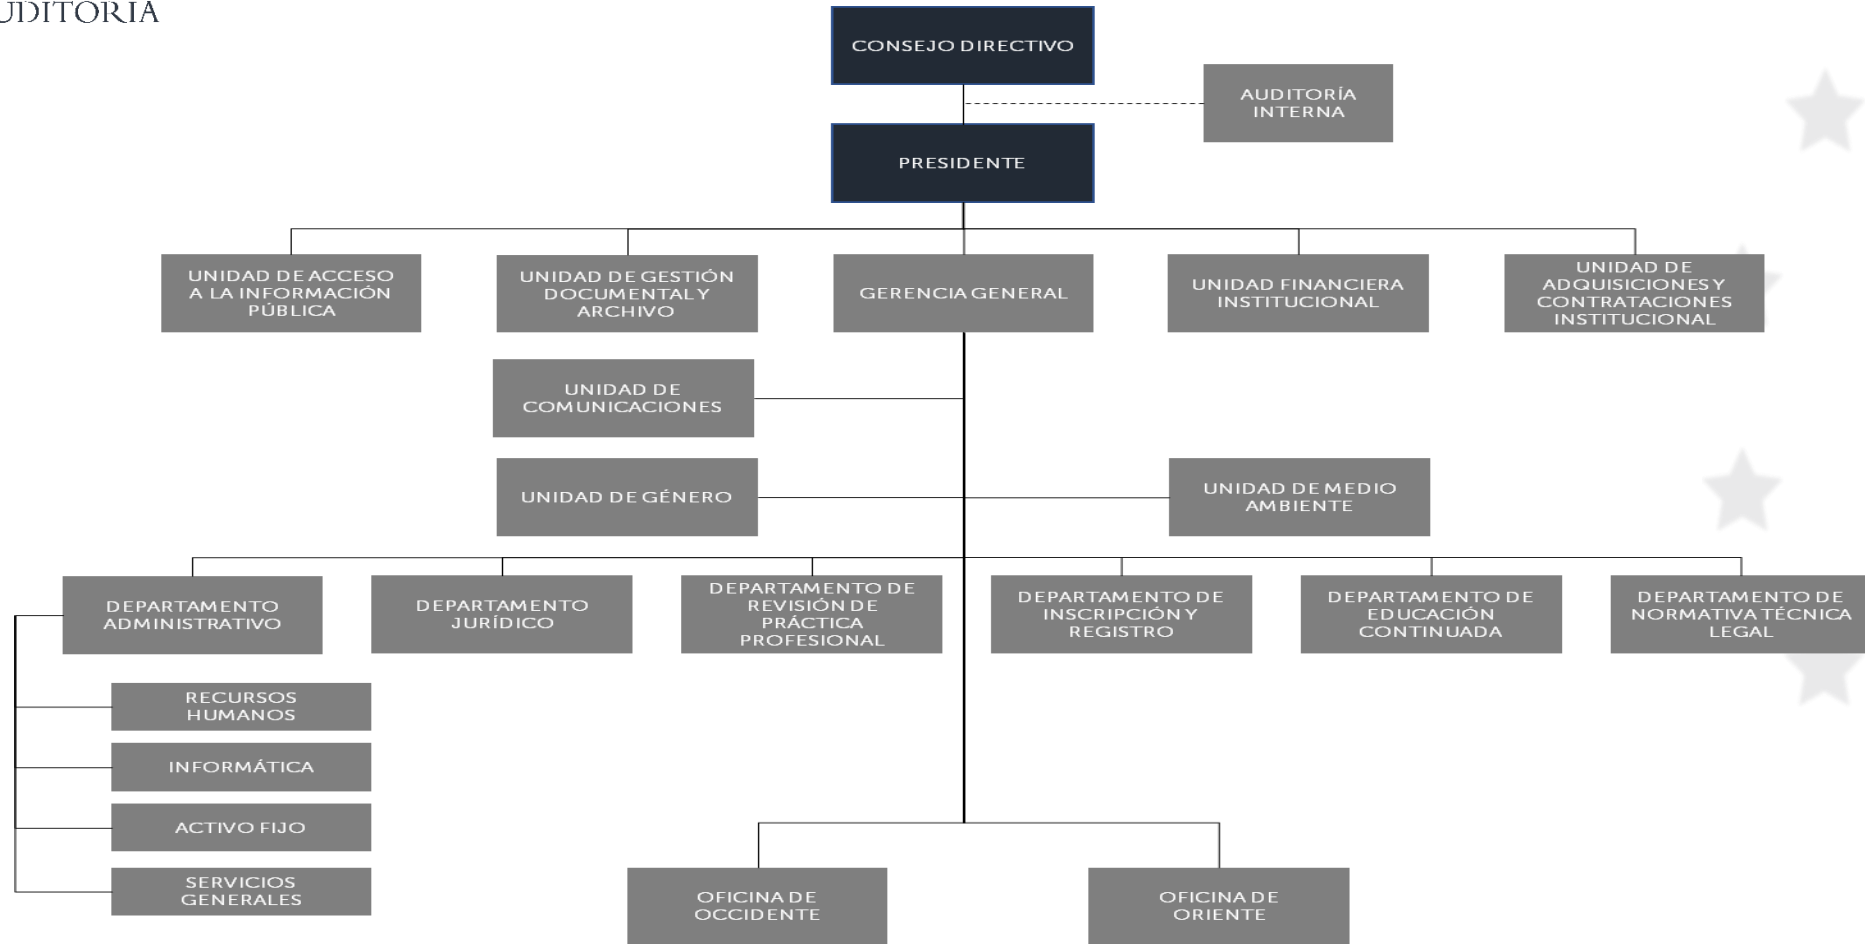 CONSEJO DIRECTIVO
AUDITORÍA
INTERNA
PRESIDENTE
UNIDAD DE ACCESO
A LA INFORMACIÓN
PÚBLICA
UNIDAD DE GESTIÓN
DOCUMENTAL Y
ARCHIVO
GERENCIA GENERAL
UNIDAD FINANCIERA
INSTITUCIONAL
UNIDAD DE
ADQUISICIONES Y
CONTRATACIONES
INSTITUCIONAL
UNIDAD DE
COMUNICACIONES
UNIDAD DE GÉNERO
UNIDAD DE MEDIO
AMBIENTE
DEPARTAMENTO
ADMINISTRATIVO
DEPARTAMENTO
JURÍDICO
DEPARTAMENTO DE
REVISIÓN DE
PRÁCTICA
PROFESIONAL
DEPARTAMENTO DE
INSCRIPCIÓN Y
REGISTRO
DEPARTAMENTO DE
EDUCACIÓN
CONTINUADA
DEPARTAMENTO DE
NORMATIVA TÉCNICA
LEGAL
RECURSOS
HUMANOS
INFORMÁTICA
ACTIVO FIJO
SERVICIOS
GENERALES
OFICINA DE
OCCIDENTE
OFICINA DE
ORIENTE